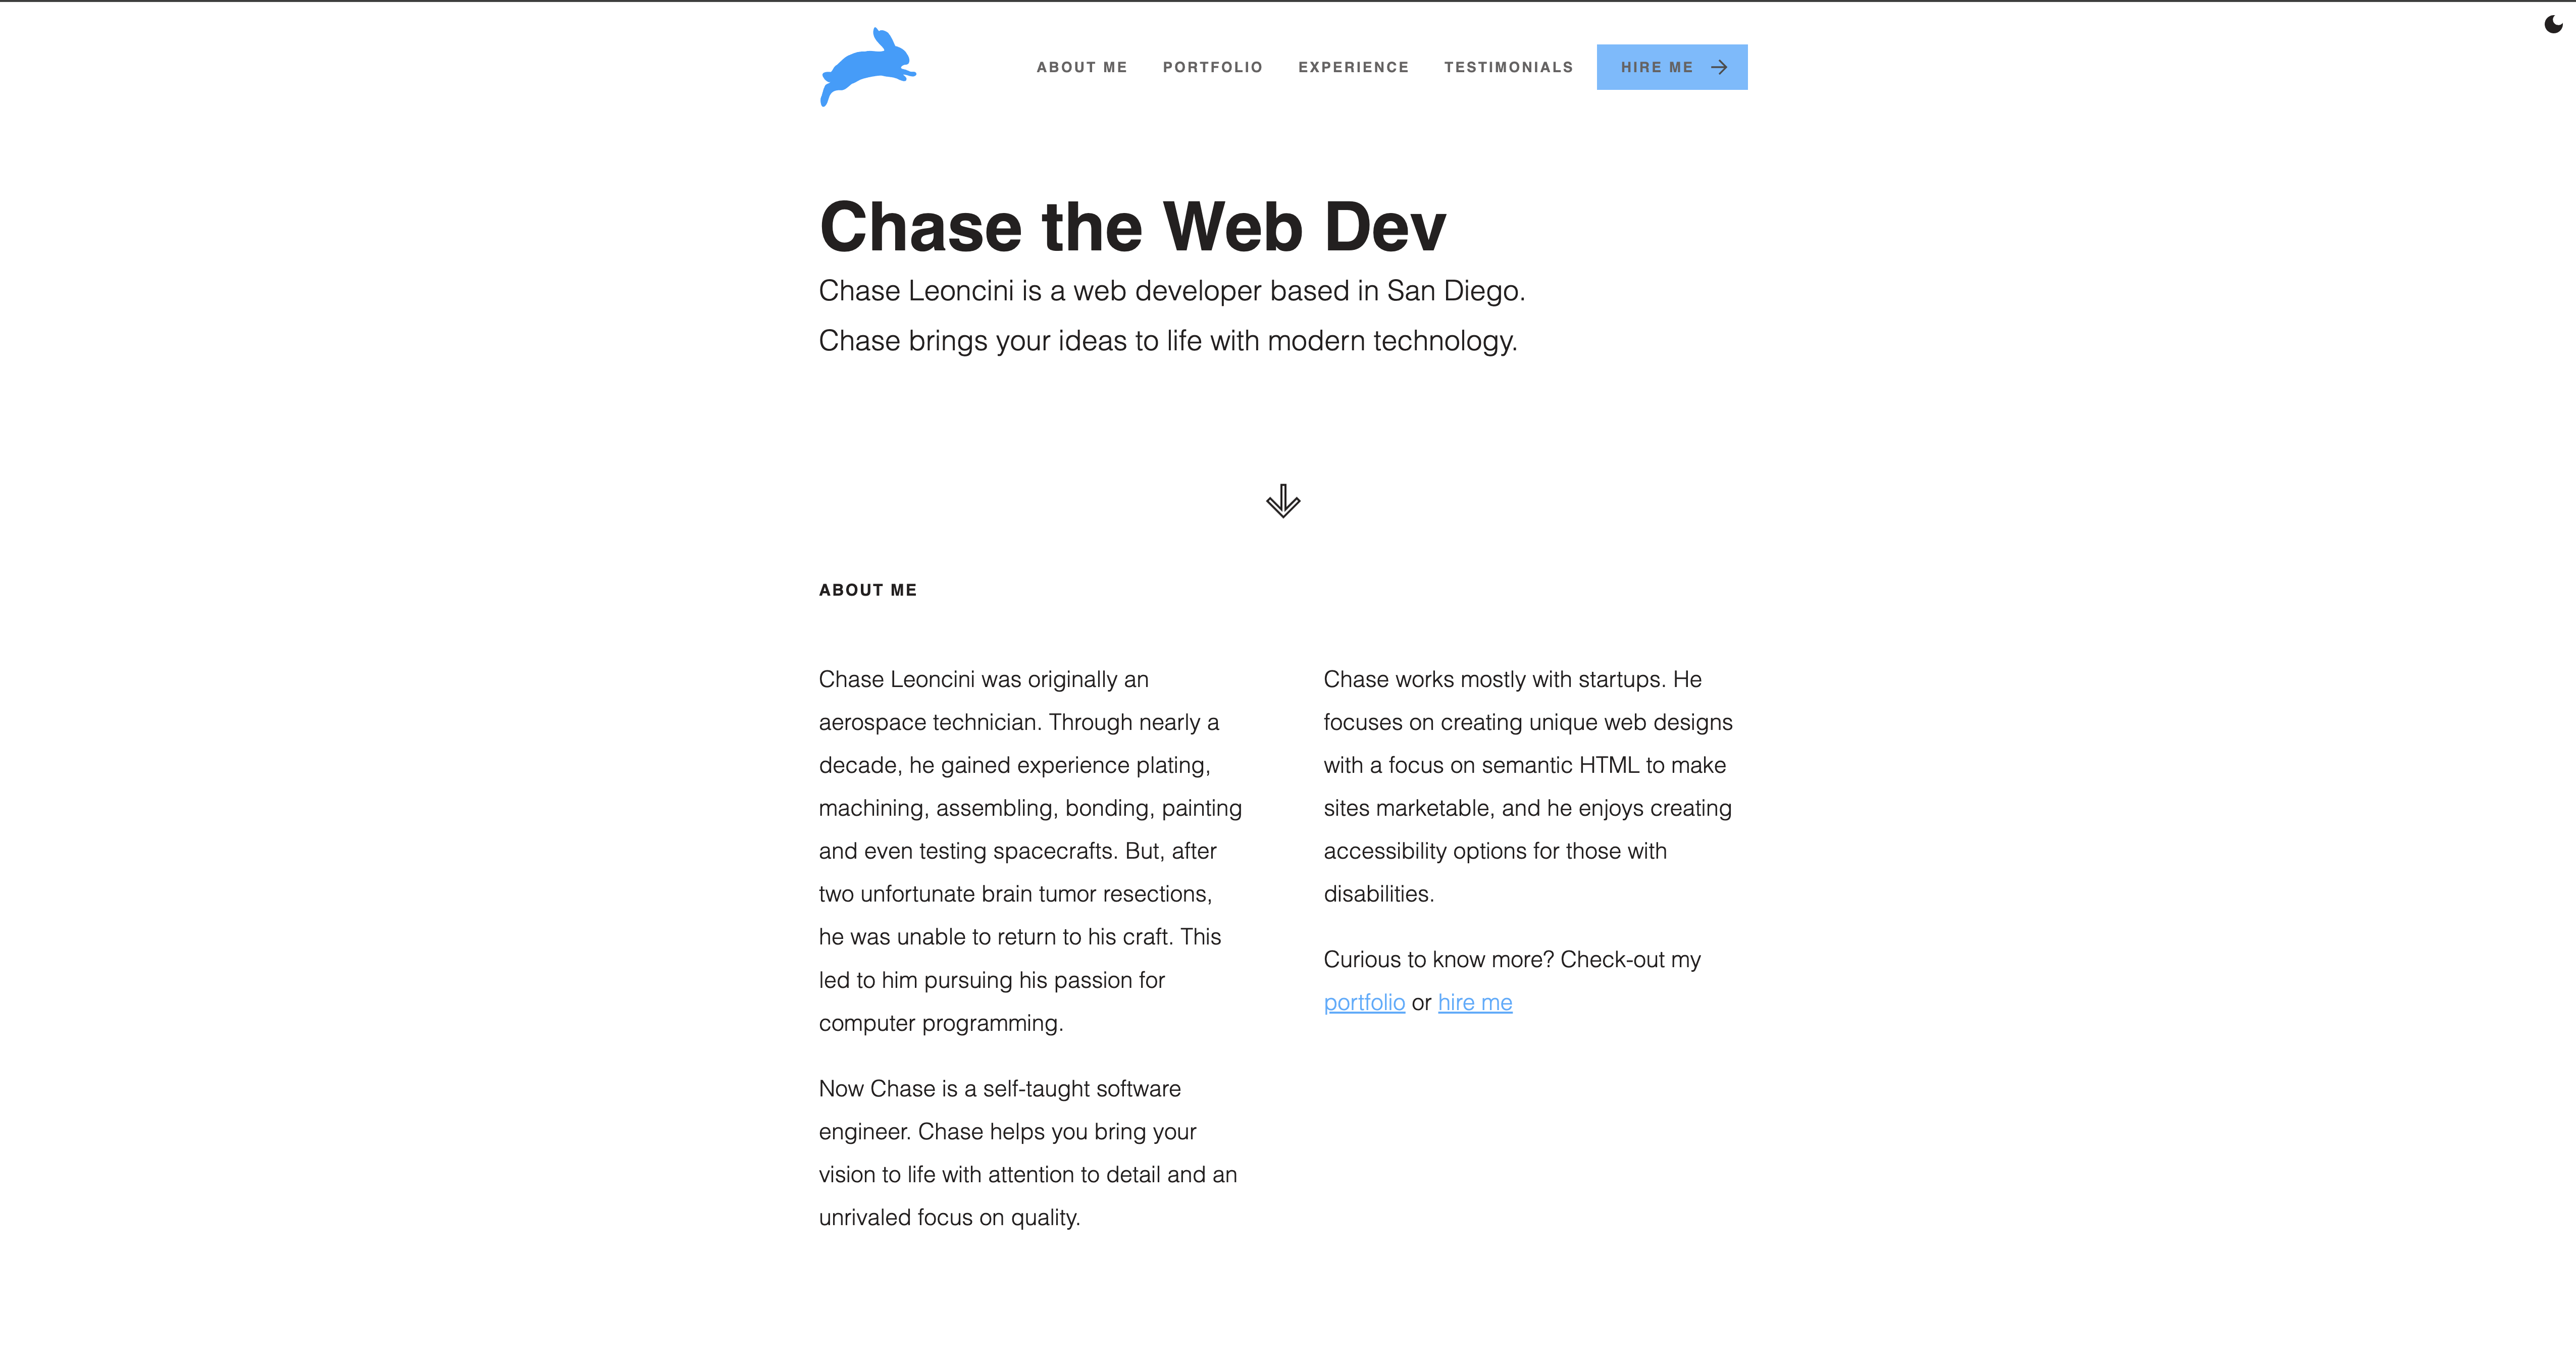 ABOUT ME
PORTFOLIO
EXPERIENCE
TESTIMONIALS
HIRE ME
Chase the Web Dev
Chase Leoncini is a web developer based in San Diego.
Chase brings your ideas to life with modern technology.
ABOUT ME
Chase Leoncini was originally an
aerospace technician. Through nearly a
decade, he gained experience plating,
machining, assembling, bonding, painting
and even testing spacecrafts. But, after
two unfortunate brain tumor resections,
he was unable to return to his craft. This
led to him pursuing his passion for
computer programming.
Now Chase is a self-taught software
engineer. Chase helps you bring your
vision to life with attention to detail and an
unrivaled focus on quality.
Chase works mostly with startups. He
focuses on creating unique web designs
with a focus on semantic HTML to make
sites marketable, and he enjoys creating
accessibility options for those with
disabilities.
Curious to know more? Check-out my
portfolio or hire me